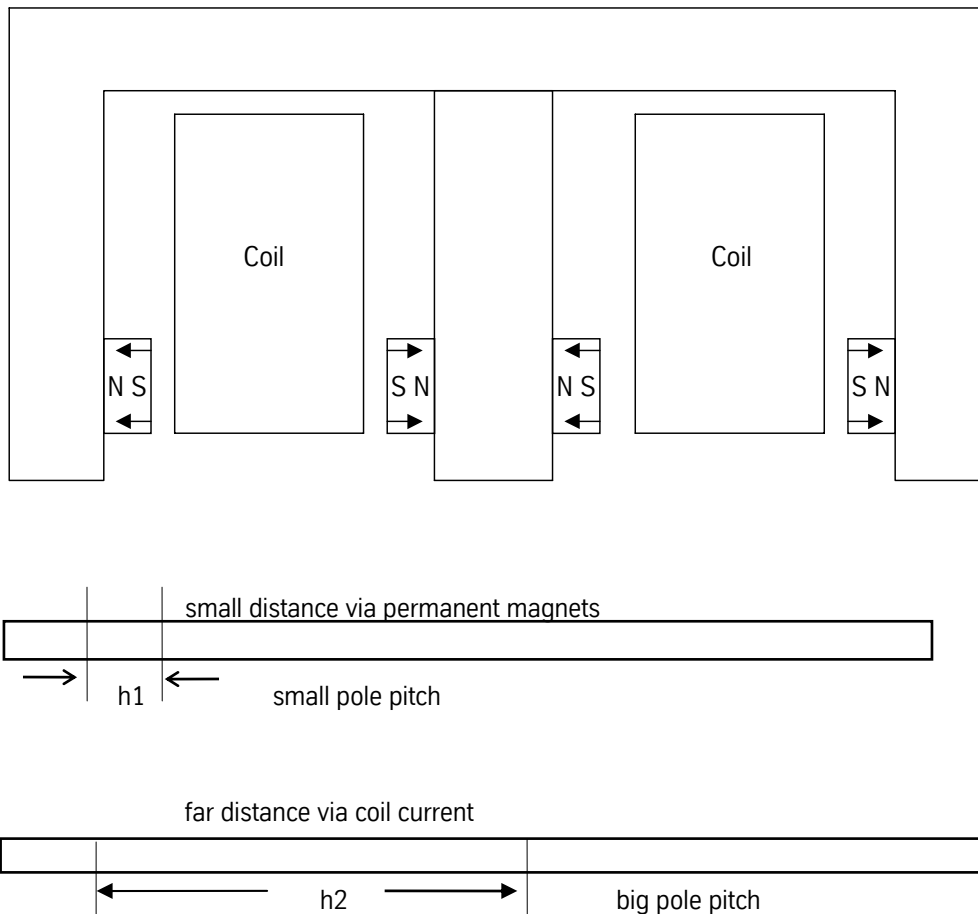 Coil Coil
N S S N N S S N
small distance via permanent magnets
h1 small pole pitch
far distance via coil current
h2 big pole pitch